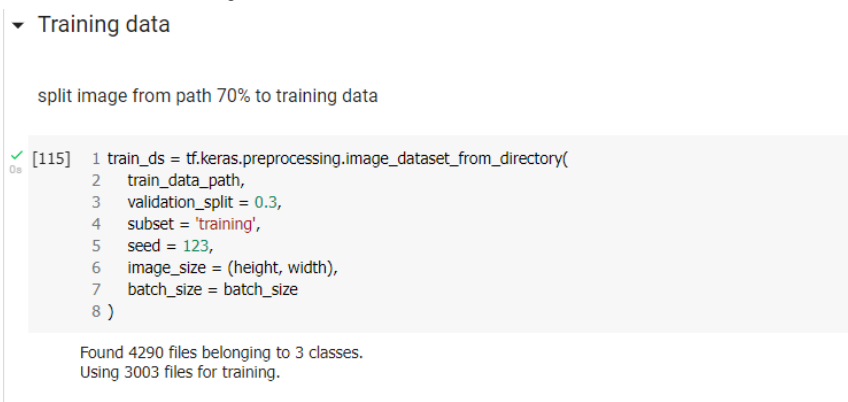 Training data
split image from path 70% to training data
0s [115] 1 train_ds = tf.keras.preprocessing.image_dataset_from_directory(
2 train_data_path,
3 validation_split = 0.3,
4 subset = 'training',
5 seed = 123,
6 image_size = (height, width),
7 batch_size = batch_size
8 )
Found 4290 files belonging to 3 classes.
Using 3003 files for training.